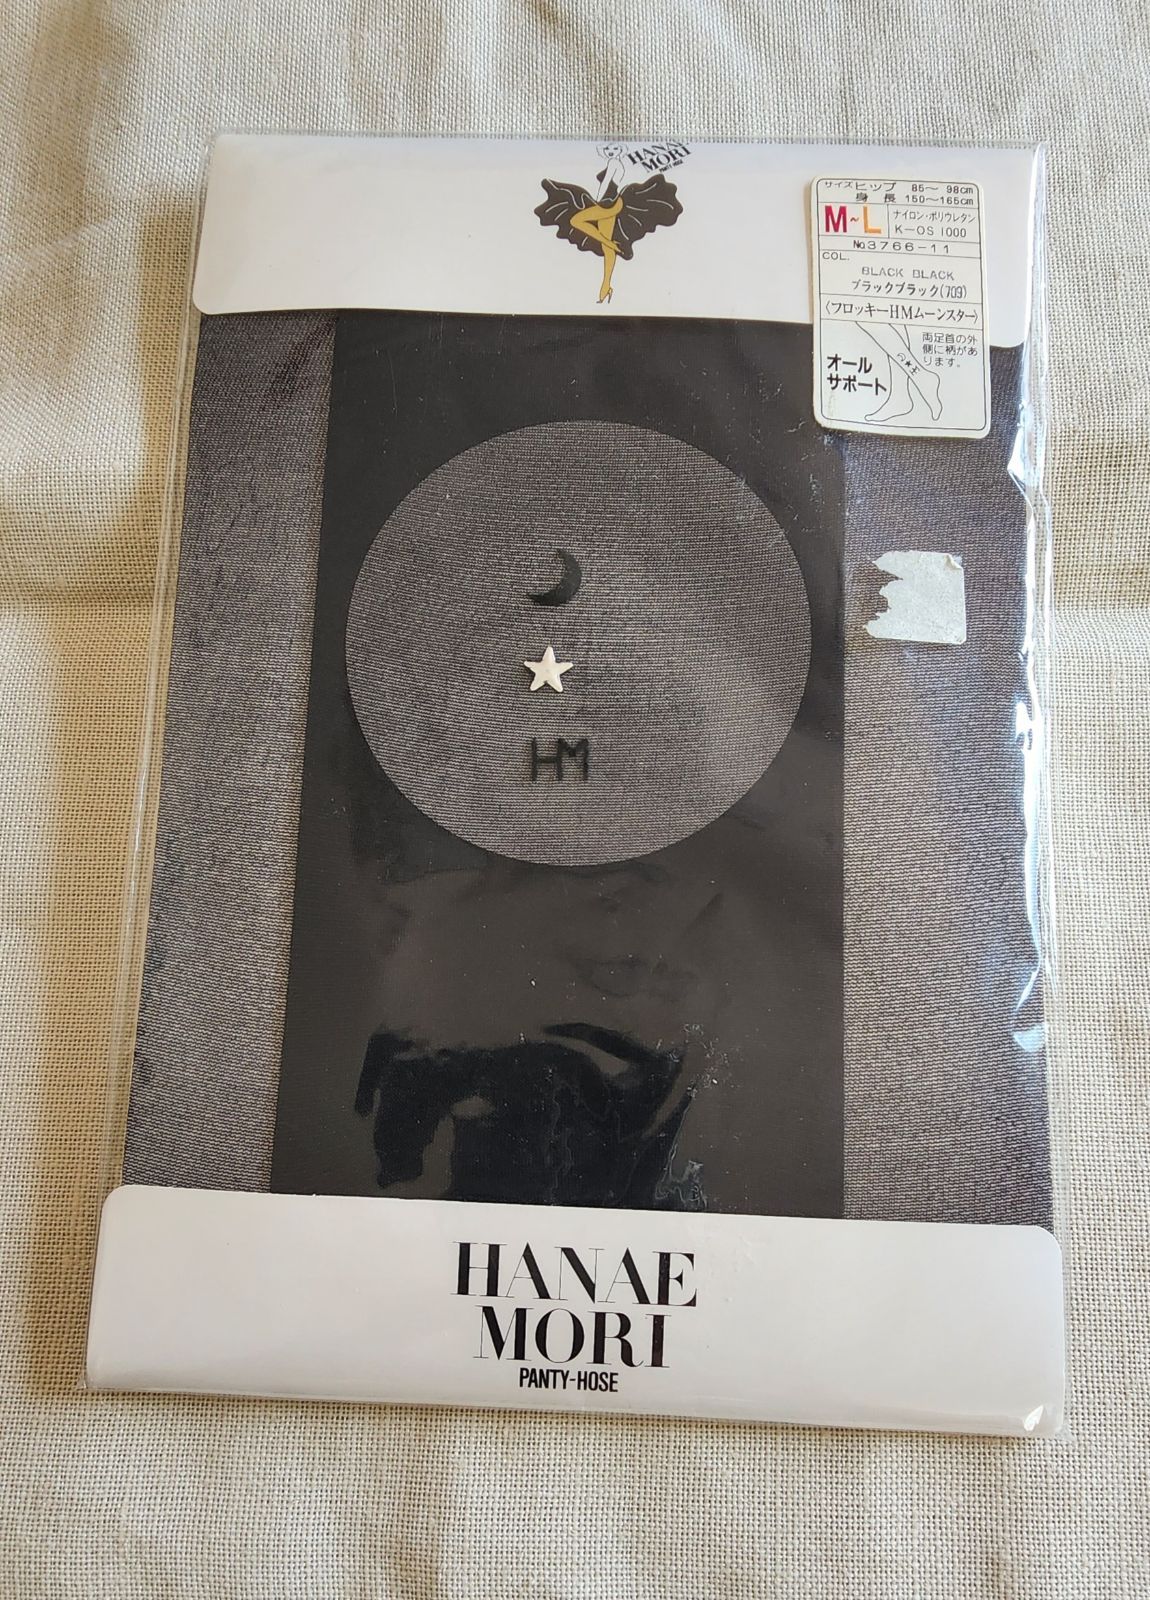 HANAE
MORI
PANTY-HOSE
サイズ ヒップ 85〜98cm
身長 150〜165cm
M~L
ナイロン・ポリウレタン
K-OS 1000
No3766-11
COL.
BLACK BLACK
ブラックブラック(709)
〈フロッキーHMムーンスター〉
両足首の外
側に柄があ
ります。
オール
サポート
HM
HANAE
MORI
PANTY-HOSE